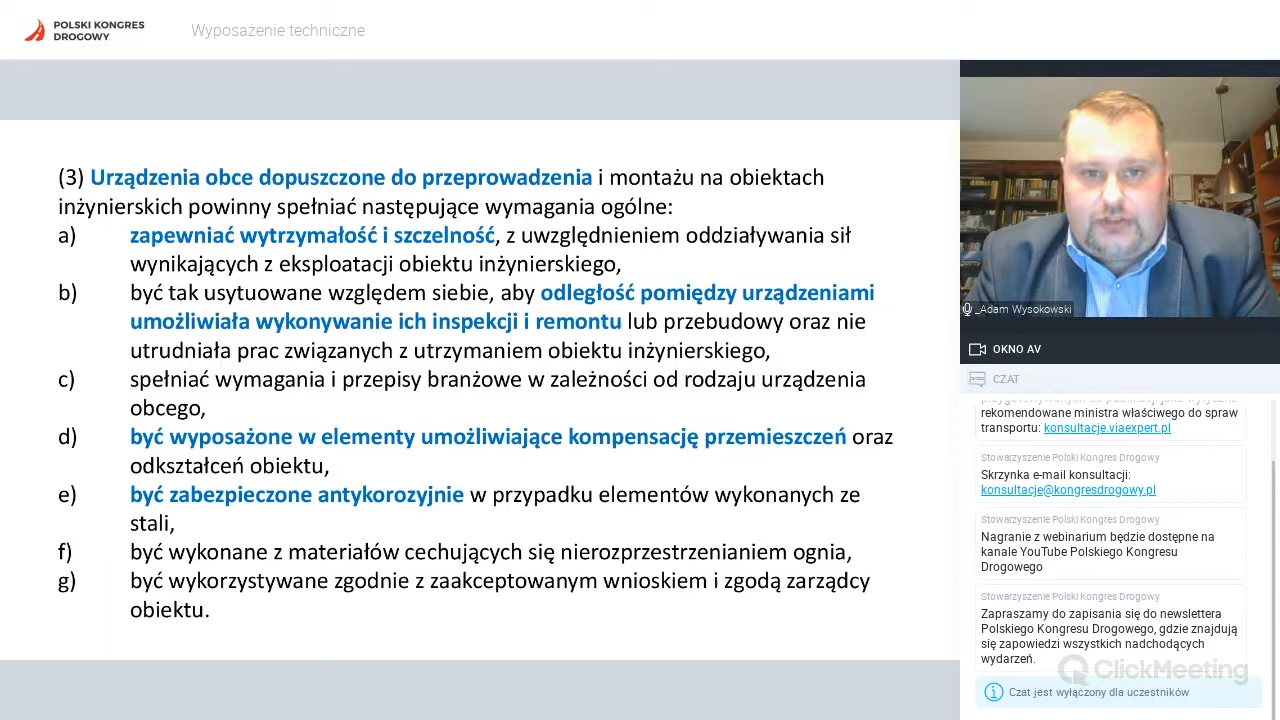 POLSKI KONGRES
DROGOWY
Wyposażenie techniczne
(3) Urządzenia obce dopuszczone do przeprowadzenia i montażu na obiektach
inżynierskich powinny spełniać następujące wymagania ogólne:
a) zapewniać wytrzymałość i szczelność, z uwzględnieniem oddziaływania sił
wynikających z eksploatacji obiektu inżynierskiego,
b) być tak usytuowane względem siebie, aby odległość pomiędzy urządzeniami
umożliwiała wykonywanie ich inspekcji i remontu lub przebudowy oraz nie
utrudniała prac związanych z utrzymaniem obiektu inżynierskiego,
c) spełniać wymagania i przepisy branżowe w zależności od rodzaju urządzenia
obcego,
d) być wyposażone w elementy umożliwiające kompensację przemieszczeń oraz
odkształceń obiektu,
e) być zabezpieczone antykorozyjnie w przypadku elementów wykonanych ze
stali,
f) być wykonane z materiałów cechujących się nierozprzestrzenianiem ognia,
g) być wykorzystywane zgodnie z zaakceptowanym wnioskiem i zgodą zarządcy
obiektu.
_Adam Wysokowski
OKNO AV
CZAT
rekomendowane ministra właściwego do spraw
transportu: konsultacje.viaexpert.pl
Stowarzyszenie Polski Kongres Drogowy
Skrzynka e-mail konsultacji:
konsultacje@kongresdrogowy.pl
Stowarzyszenie Polski Kongres Drogowy
Nagranie z webinarium będzie dostępne na
kanale YouTube Polskiego Kongresu
Drogowego
Stowarzyszenie Polski Kongres Drogowy
Zapraszamy do zapisania się do newslettera
Polskiego Kongresu Drogowego, gdzie znajdują
się zapowiedzi wszystkich nadchodzących
wydarzeń.
ClickMeeting
Czat jest wyłączony dla uczestników